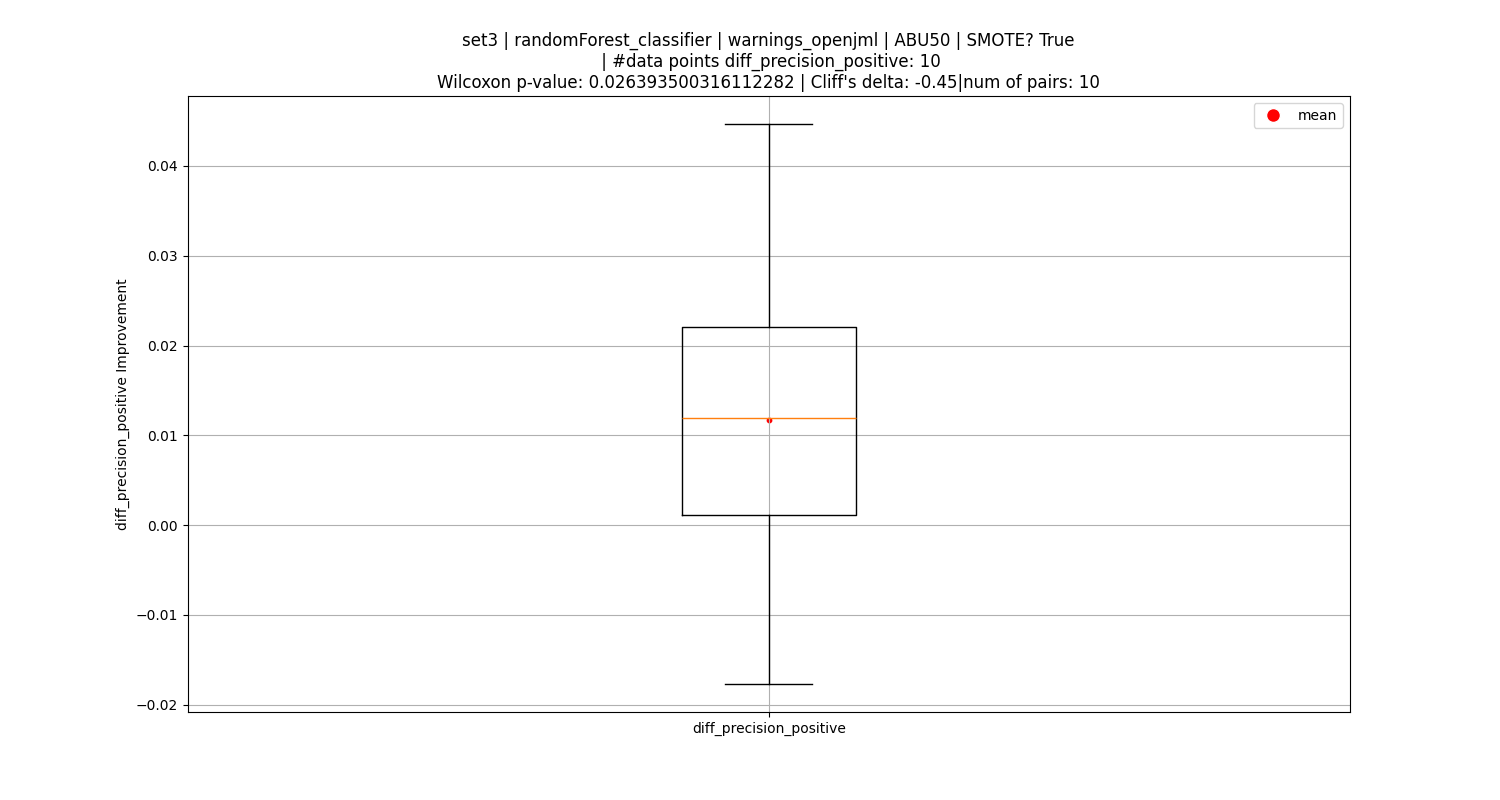 set3 | randomForest_classifier | warnings_openjml | ABU50 | SMOTE? True
| #data points diff_precision_positive: 10
Wilcoxon p-value: 0.026393500316112282 | Cliff's delta: -0.45|num of pairs: 10
mean
0.04
0.03
0.02
0.01
0.00
−0.01
−0.02
diff_precision_positive Improvement
diff_precision_positive